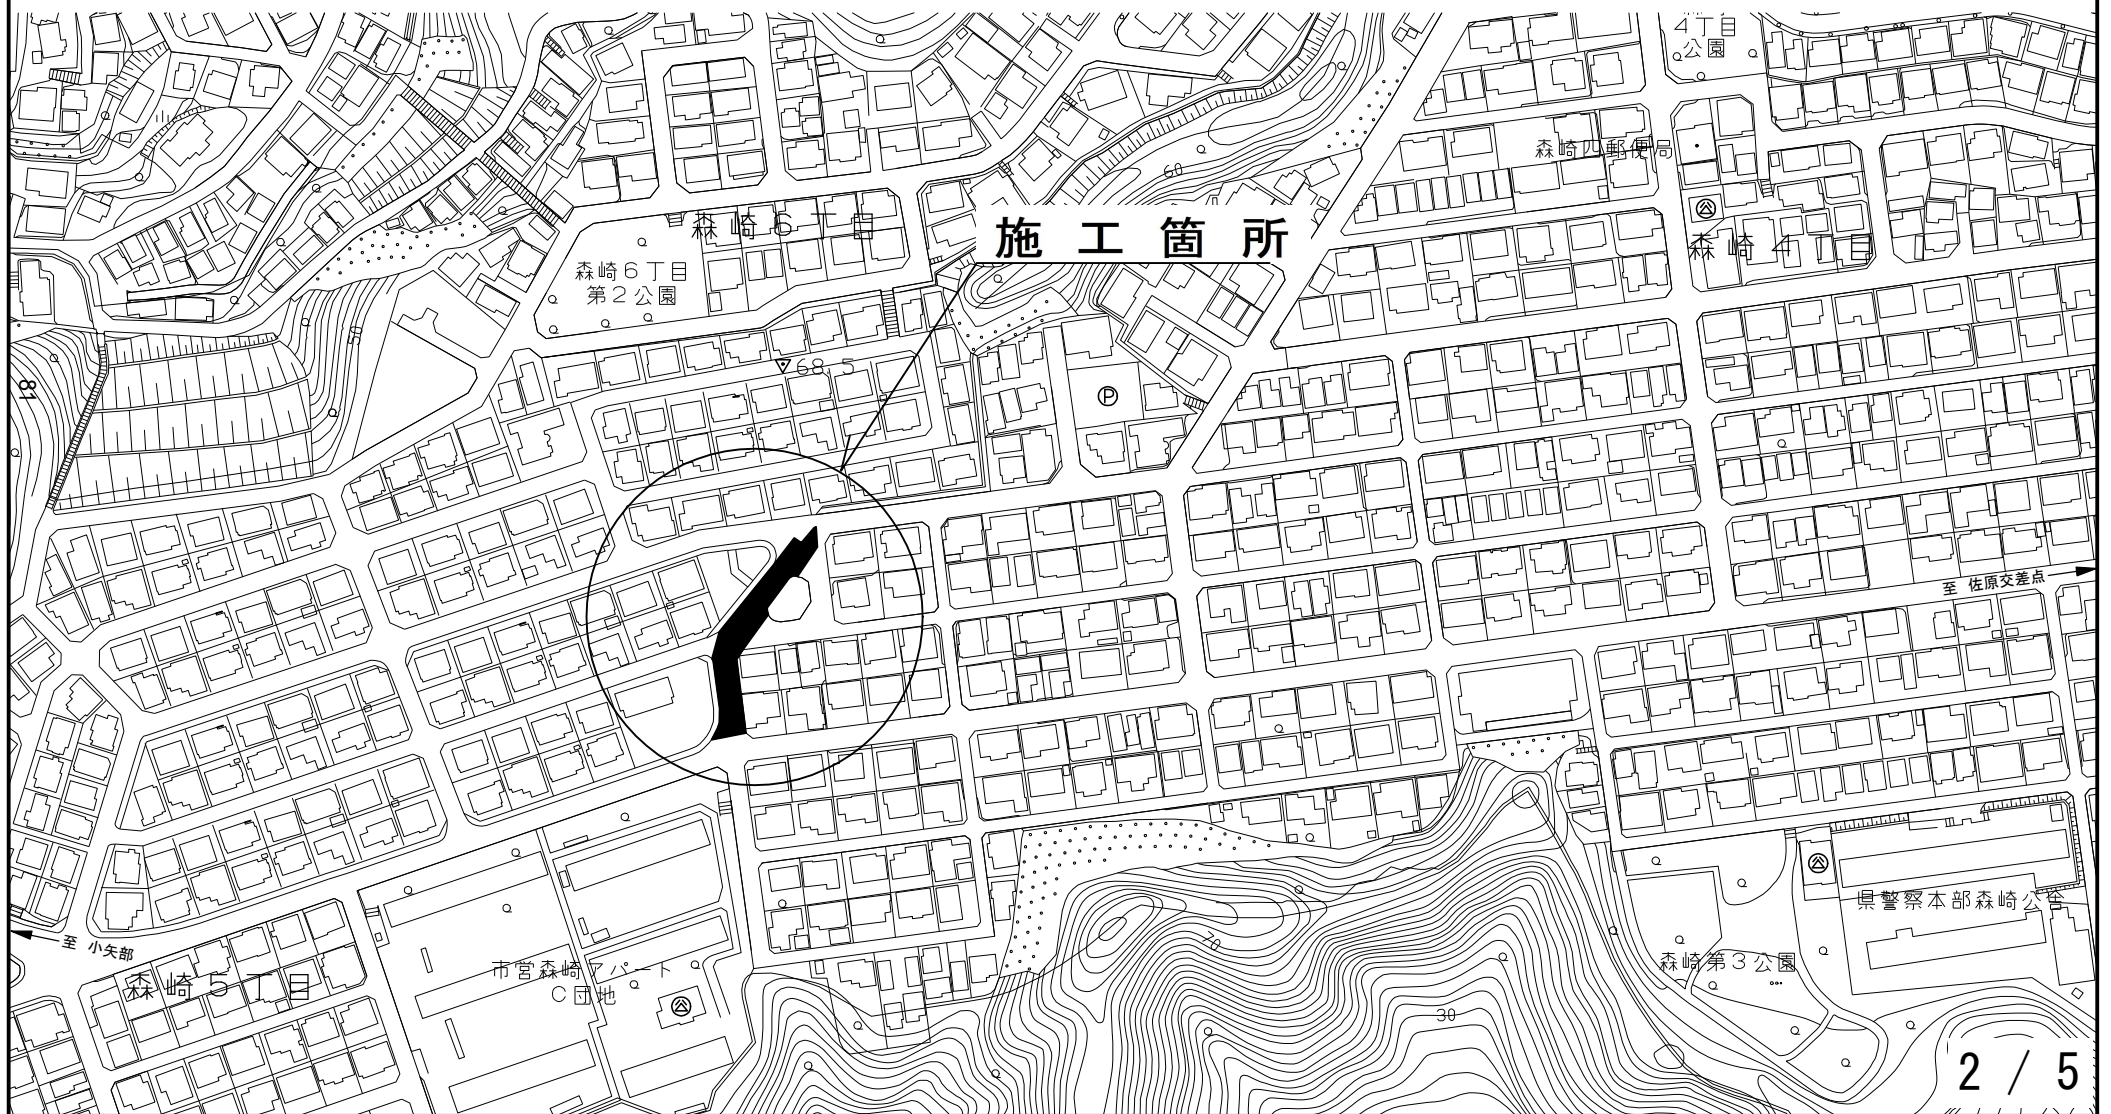 4丁目
公園
森崎四郵便局
60
施工箇所
森崎6丁目
森崎4丁目
森崎6丁目
第2公園
50
68.5
81
P
至 佐原交差点
県警察本部森崎公舎
至 小矢部
森崎5丁目
市営森崎アパート
C団地
70
森崎第3公園
30
2 / 5